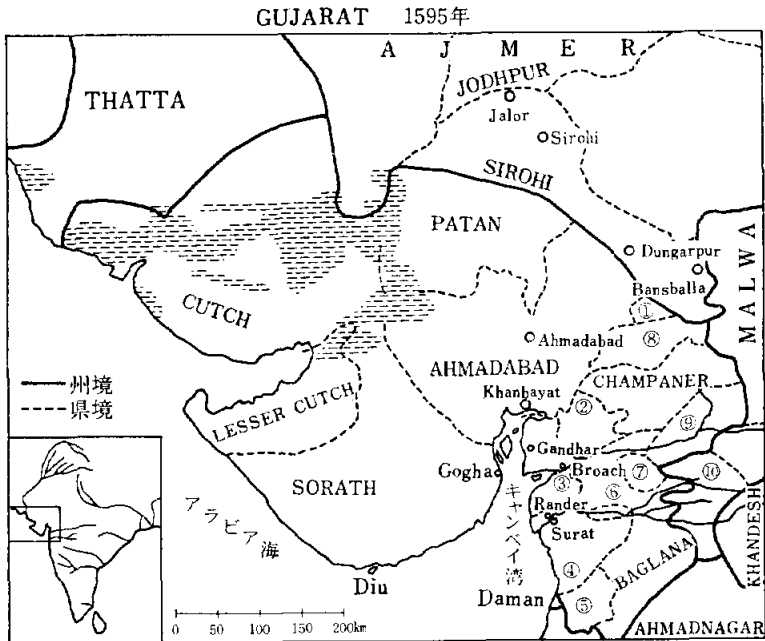 GUJARAT 1595年
A J M E R
JODHPUR
THATTA
Jalor
Sirohi
SIROHI
PATAN
MALWA
Dungarpur
Bansballa
①
CUTCH
Ahmadabad
⑧
AHMADABAD
CHAMPANER
州境
県境
LESSER CUTCH
Khanbayat
②
⑨
Gandhar
Gogha
Broach
⑦
⑩
SORATH
③
⑥
キャンベイ湾
Rander
Surat
KHANDESH
アラビア海
④
BAGLANA
Diu
Daman
⑤
0 50 100 150 200km
AHMADNAGAR